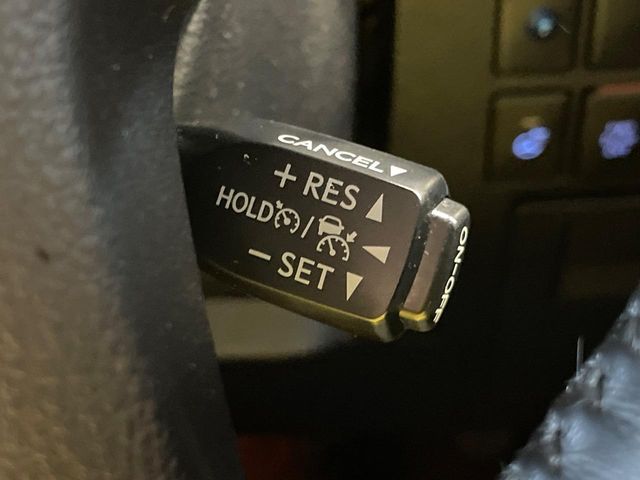 CANCEL▼
+ RES ▲
HOLD / ◀
− SET ▼
ON-OFF